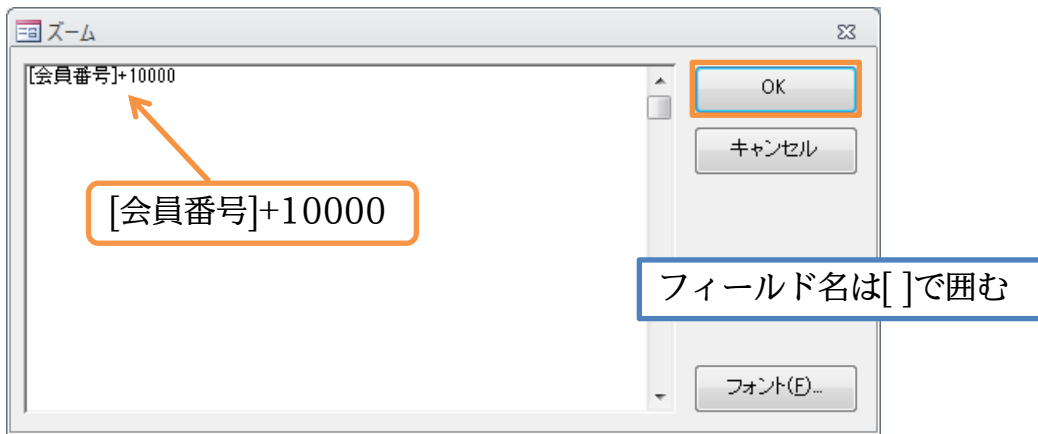 ズーム
[会員番号]+10000
OK
キャンセル
[会員番号]+10000
フィールド名は[ ]で囲む
フォント(F)...